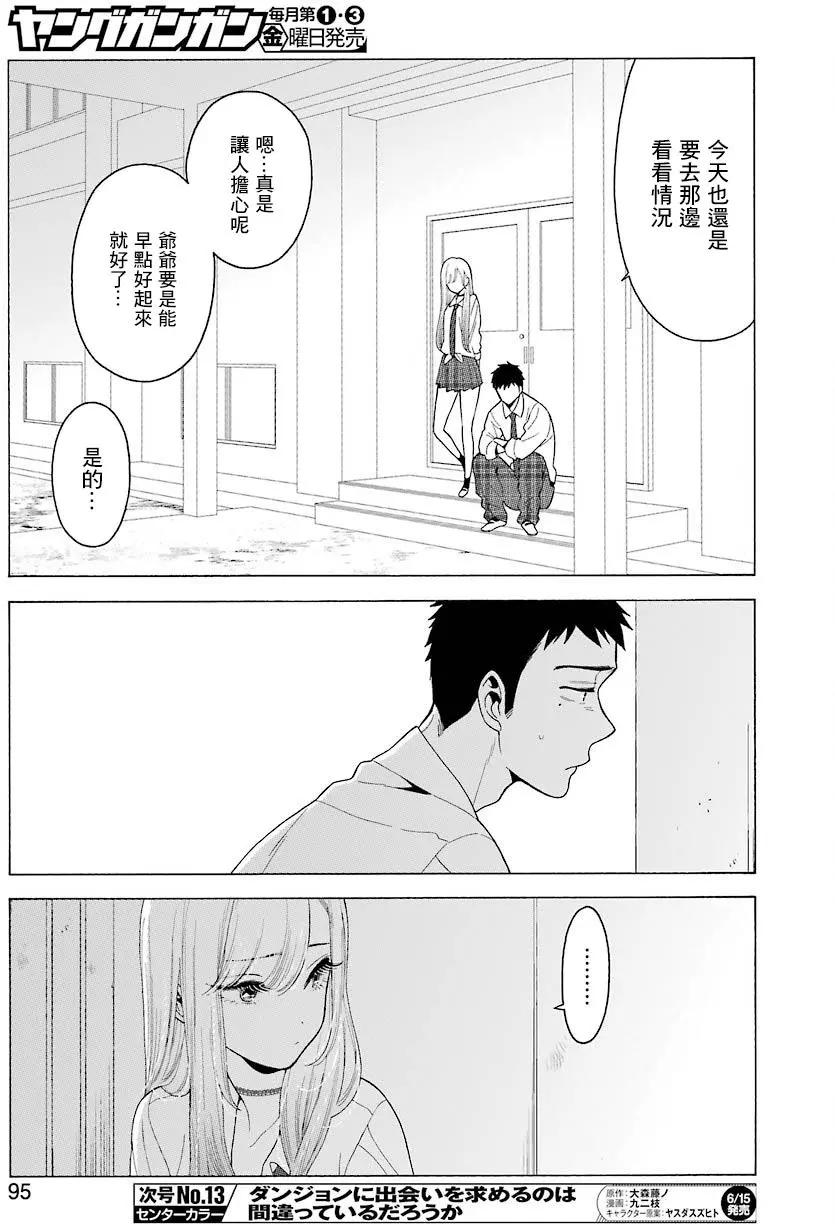 ヤングガンガン
毎月第❶・❸
金曜日発売
今天也還是
要去那邊
看看情況
嗯…真是
讓人擔心呢
爺爺要是能
早點好起來
就好了…
是的…
………
95
次号No.13
センターカラー
ダンジョンに出会いを求めるのは
間違っているだろうか
原作：大森藤ノ
漫画：九二枝
キャラクター原案：ヤスダスズヒト
6/15
発売